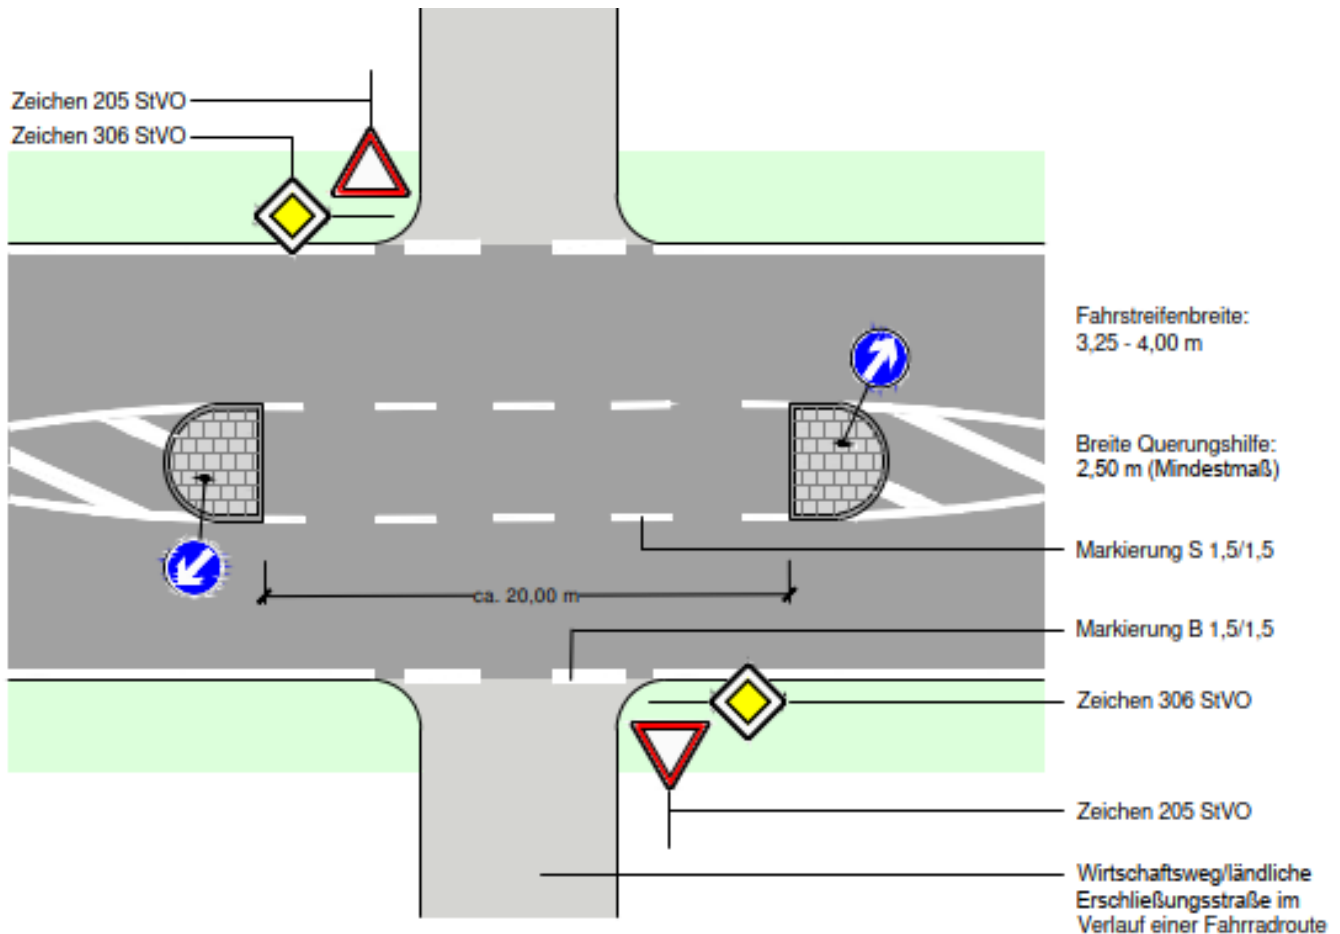 Zeichen 205 StVO
Zeichen 306 StVO
Fahrstreifenbreite:
3,25 - 4,00 m
Breite Querungshilfe:
2,50 m (Mindestmaß)
Markierung S 1,5/1,5
ca. 20,00 m
Markierung B 1,5/1,5
Zeichen 306 StVO
Zeichen 205 StVO
Wirtschaftsweg/ländliche
Erschließungsstraße im
Verlauf einer Fahrradroute